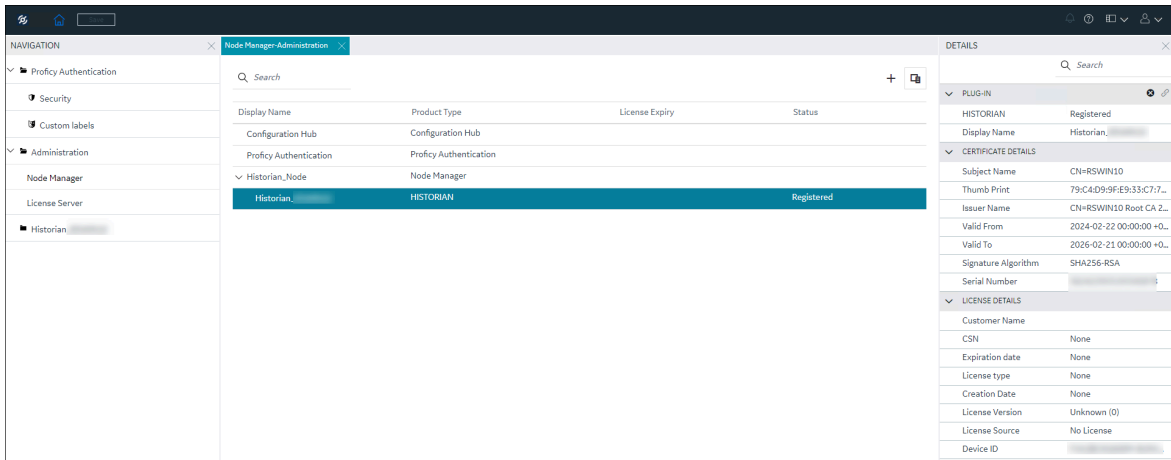 Save
NAVIGATION
Proficy Authentication
Security
Custom labels
Administration
Node Manager
License Server
Historian_
Node Manager-Administration
Search
Display Name Product Type License Expiry Status
Configuration Hub Configuration Hub
Proficy Authentication Proficy Authentication
Historian_Node Node Manager
Historian_ HISTORIAN Registered
DETAILS
Search
PLUG-IN
HISTORIAN Registered
Display Name Historian_
CERTIFICATE DETAILS
Subject Name CN=RSWIN10
Thumb Print 79:C4:D9:9F:E9:33:C7:7...
Issuer Name CN=RSWIN10 Root CA 2...
Valid From 2024-02-22 00:00:00 +0...
Valid To 2026-02-21 00:00:00 +0...
Signature Algorithm SHA256-RSA
Serial Number
LICENSE DETAILS
Customer Name
CSN None
Expiration date None
License type None
Creation Date None
License Version Unknown (0)
License Source No License
Device ID